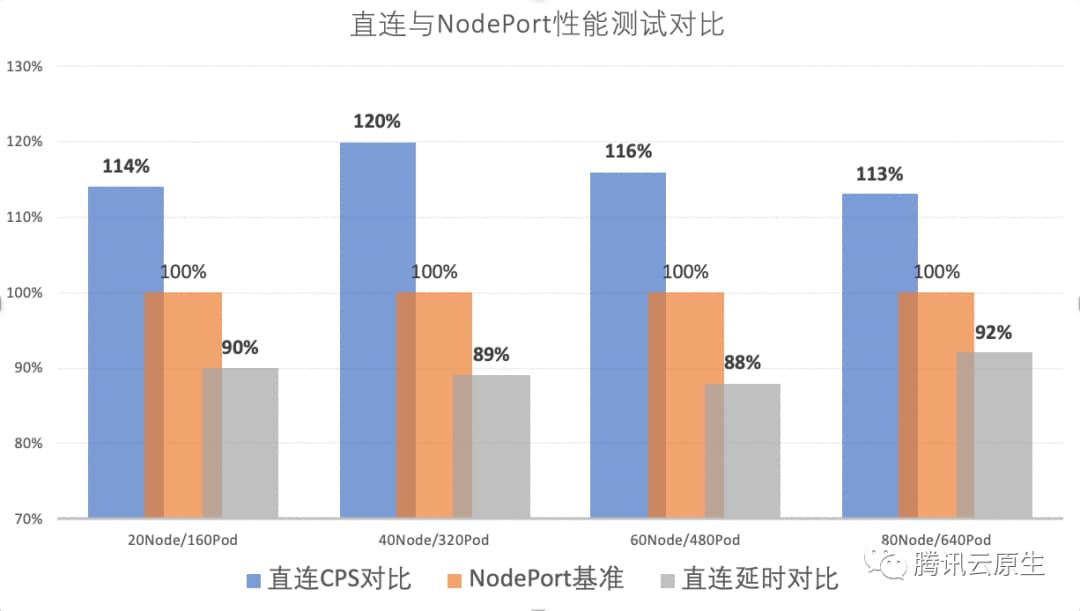 直连与NodePort性能测试对比
130%
120%
110%
100%
90%
80%
70%
114%
100%
90%
120%
100%
89%
116%
100%
88%
113%
100%
92%
20Node/160Pod
40Node/320Pod
60Node/480Pod
80Node/640Pod
直连CPS对比
NodePort基准
直连延时对比
腾讯云原生